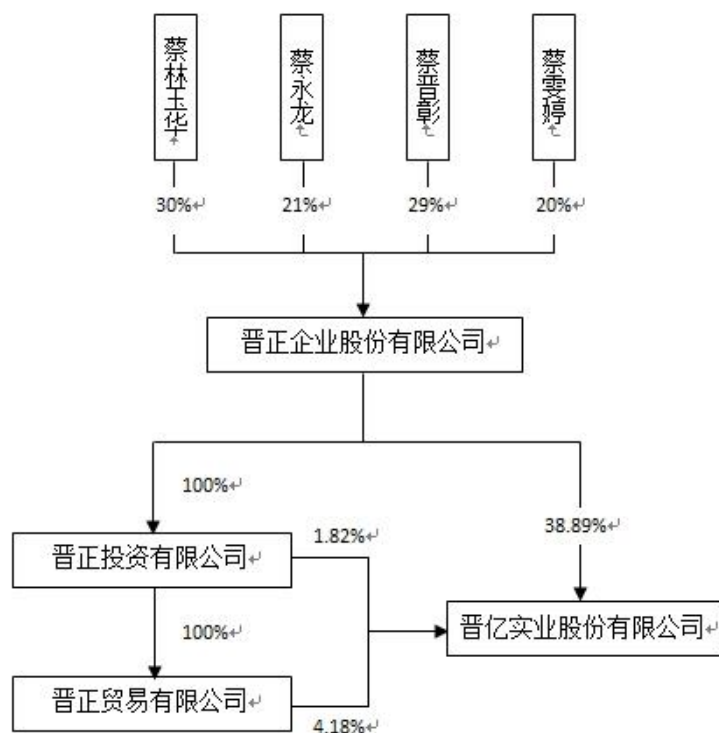 蔡林玉华
蔡永龙
蔡晋彰
蔡雯婷
30%
21%
29%
20%
晋正企业股份有限公司
100%
1.82%
38.89%
晋正投资有限公司
晋亿实业股份有限公司
100%
晋正贸易有限公司
4.18%